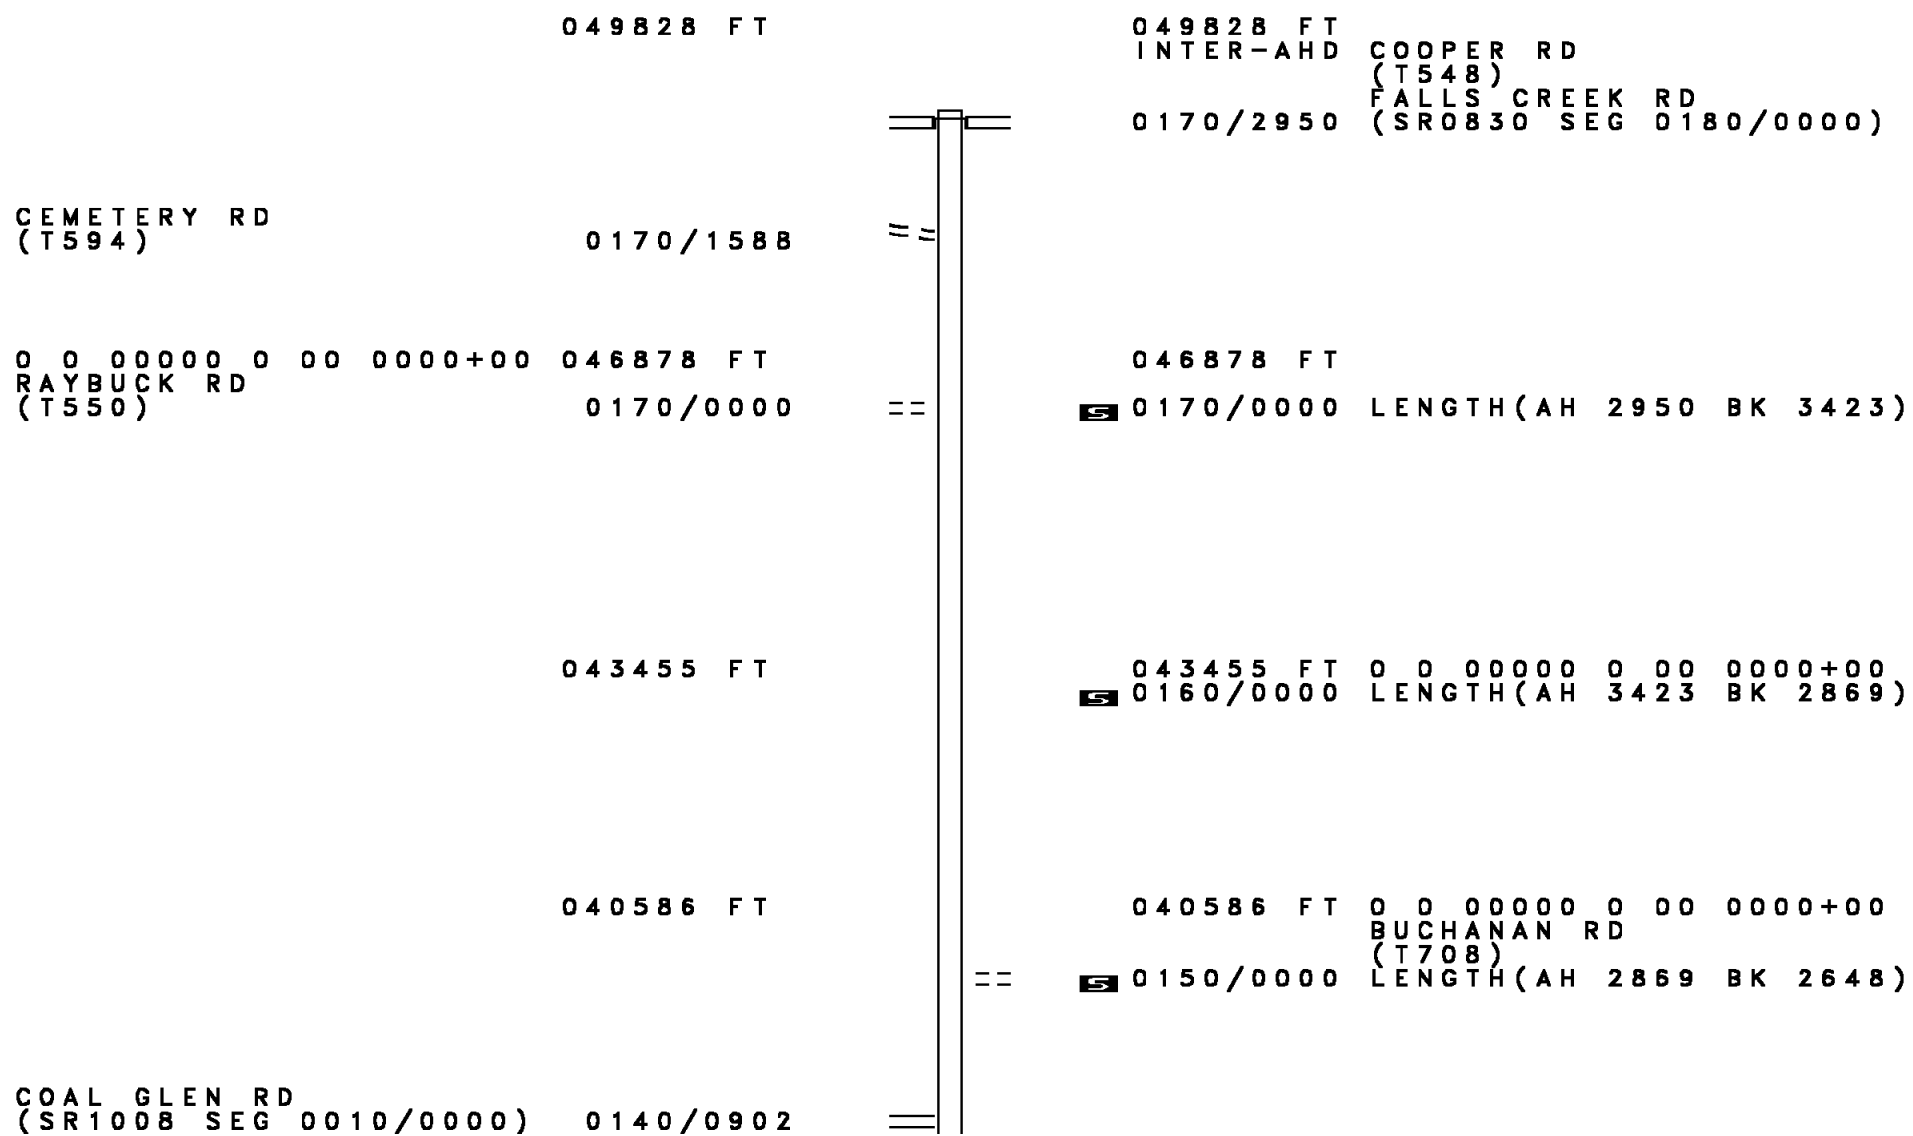 049828 FT 049828 FT
INTER-AHD COOPER RD
(T548)
FALLS CREEK RD
0170/2950 (SR0830 SEG 0180/0000)
CEMETERY RD
(T594) 0170/1588
0 0 00000 0 00 0000+00 046878 FT 046878 FT
RAYBUCK RD
(T550) 0170/0000 S 0170/0000 LENGTH(AH 2950 BK 3423)
043455 FT 043455 FT 0 0 00000 0 00 0000+00
S 0160/0000 LENGTH(AH 3423 BK 2869)
040586 FT 040586 FT 0 0 00000 0 00 0000+00
BUCHANAN RD
(T708)
S 0150/0000 LENGTH(AH 2869 BK 2648)
COAL GLEN RD
(SR1008 SEG 0010/0000) 0140/0902